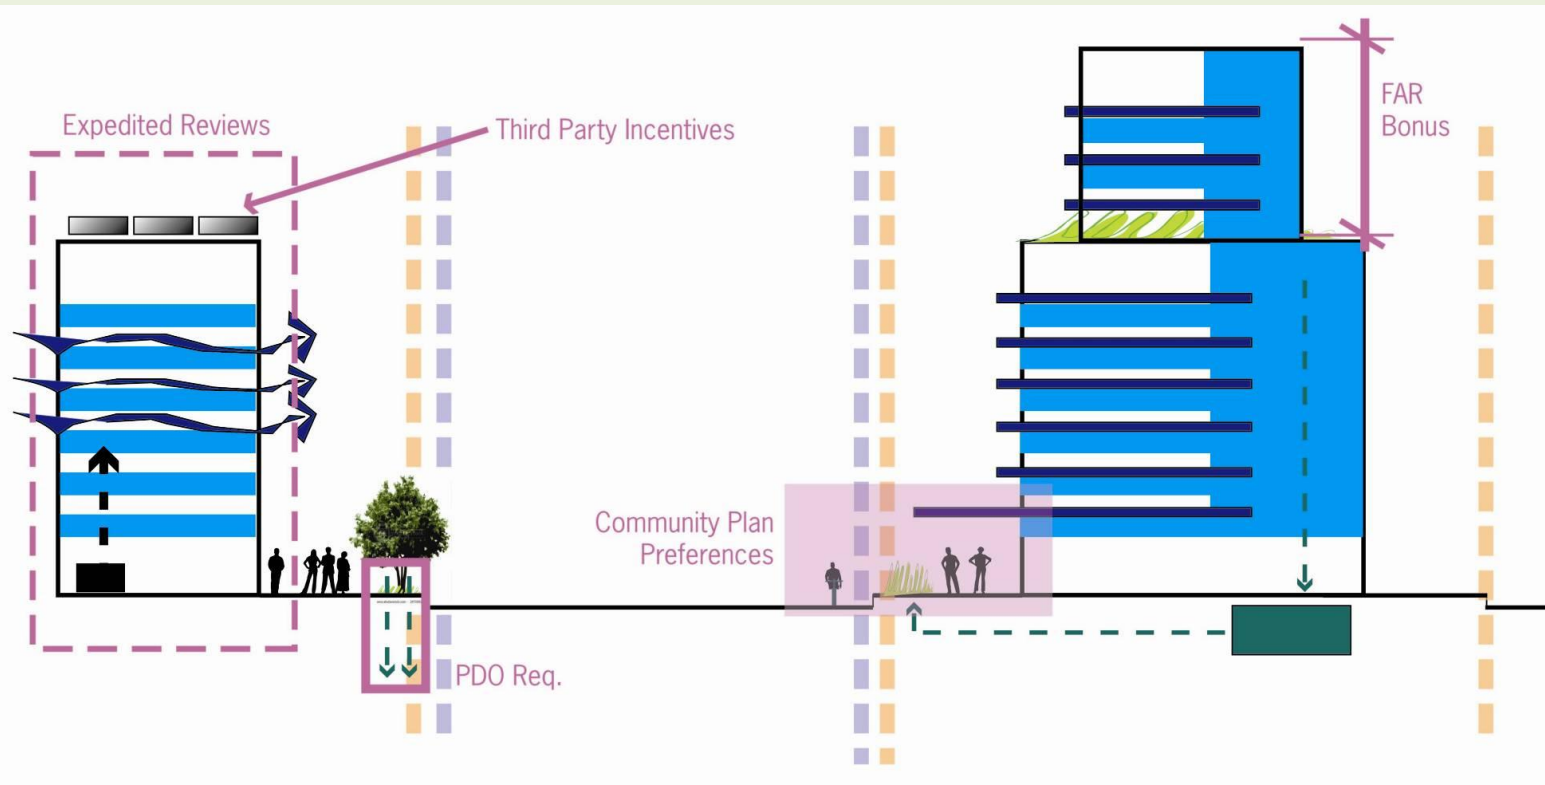 Expedited Reviews
Third Party Incentives
FAR
Bonus
Community Plan
Preferences
PDO Req.